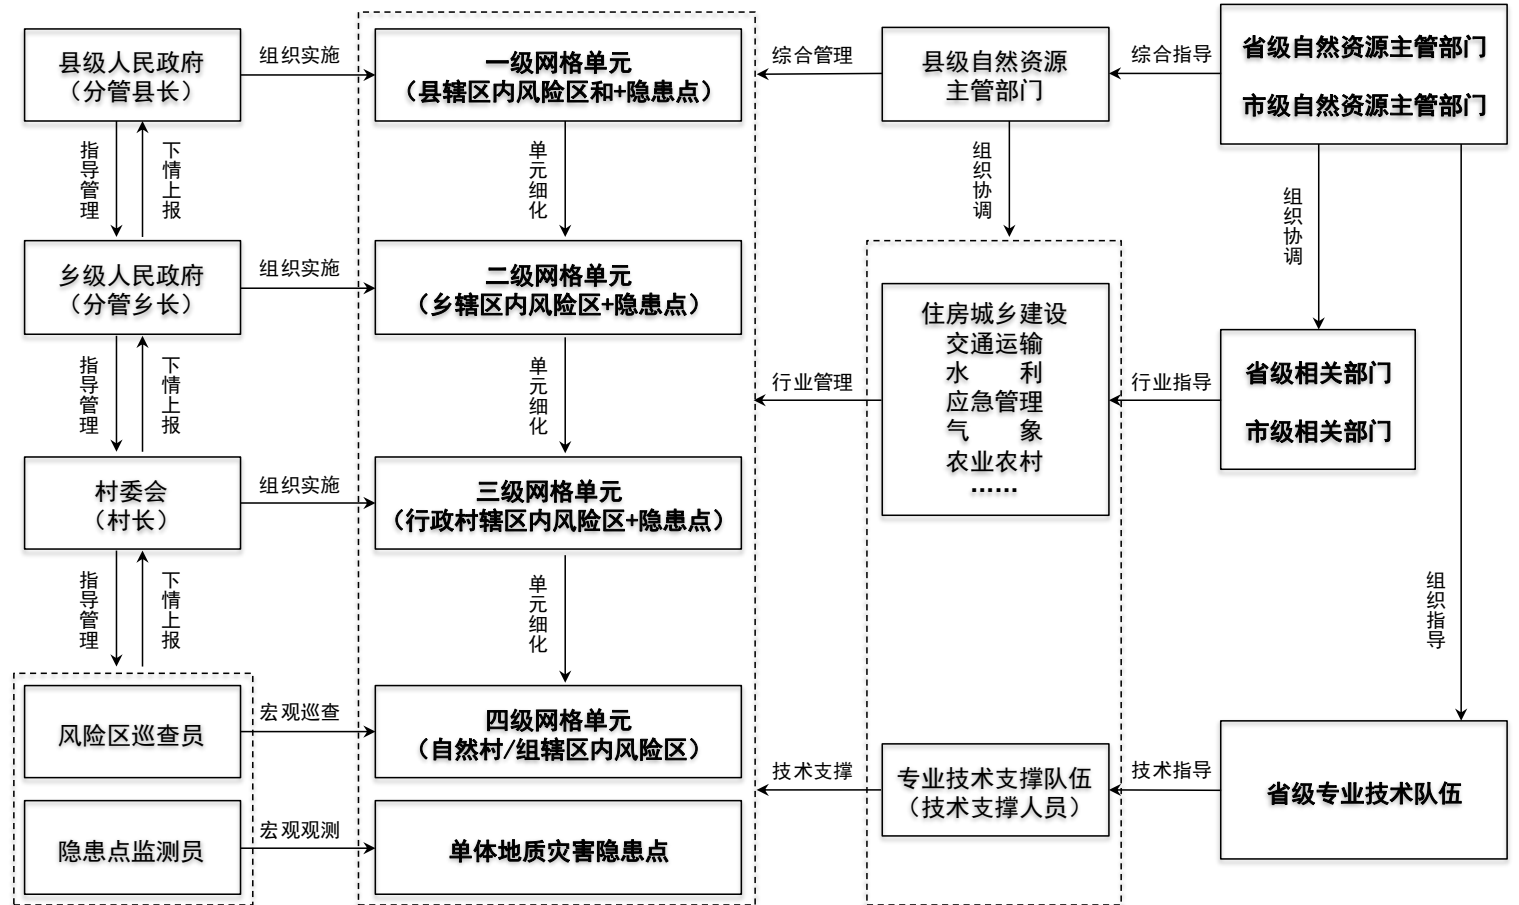 县级人民政府
（分管县长）
组织实施
一级网格单元
（县辖区内风险区和+隐患点）
综合管理
县级自然资源
主管部门
综合指导
省级自然资源主管部门
市级自然资源主管部门
指导管理
下情上报
单元细化
组织协调
组织协调
乡级人民政府
（分管乡长）
组织实施
二级网格单元
（乡辖区内风险区+隐患点）
住房城乡建设
交通运输
水 利
应急管理
气 象
农业农村
......
行业管理
行业指导
省级相关部门
市级相关部门
指导管理
下情上报
单元细化
村委会
（村长）
组织实施
三级网格单元
（行政村辖区内风险区+隐患点）
指导管理
下情上报
单元细化
组织指导
风险区巡查员
宏观巡查
四级网格单元
（自然村/组辖区内风险区）
技术支撑
专业技术支撑队伍
（技术支撑人员）
技术指导
省级专业技术队伍
隐患点监测员
宏观观测
单体地质灾害隐患点